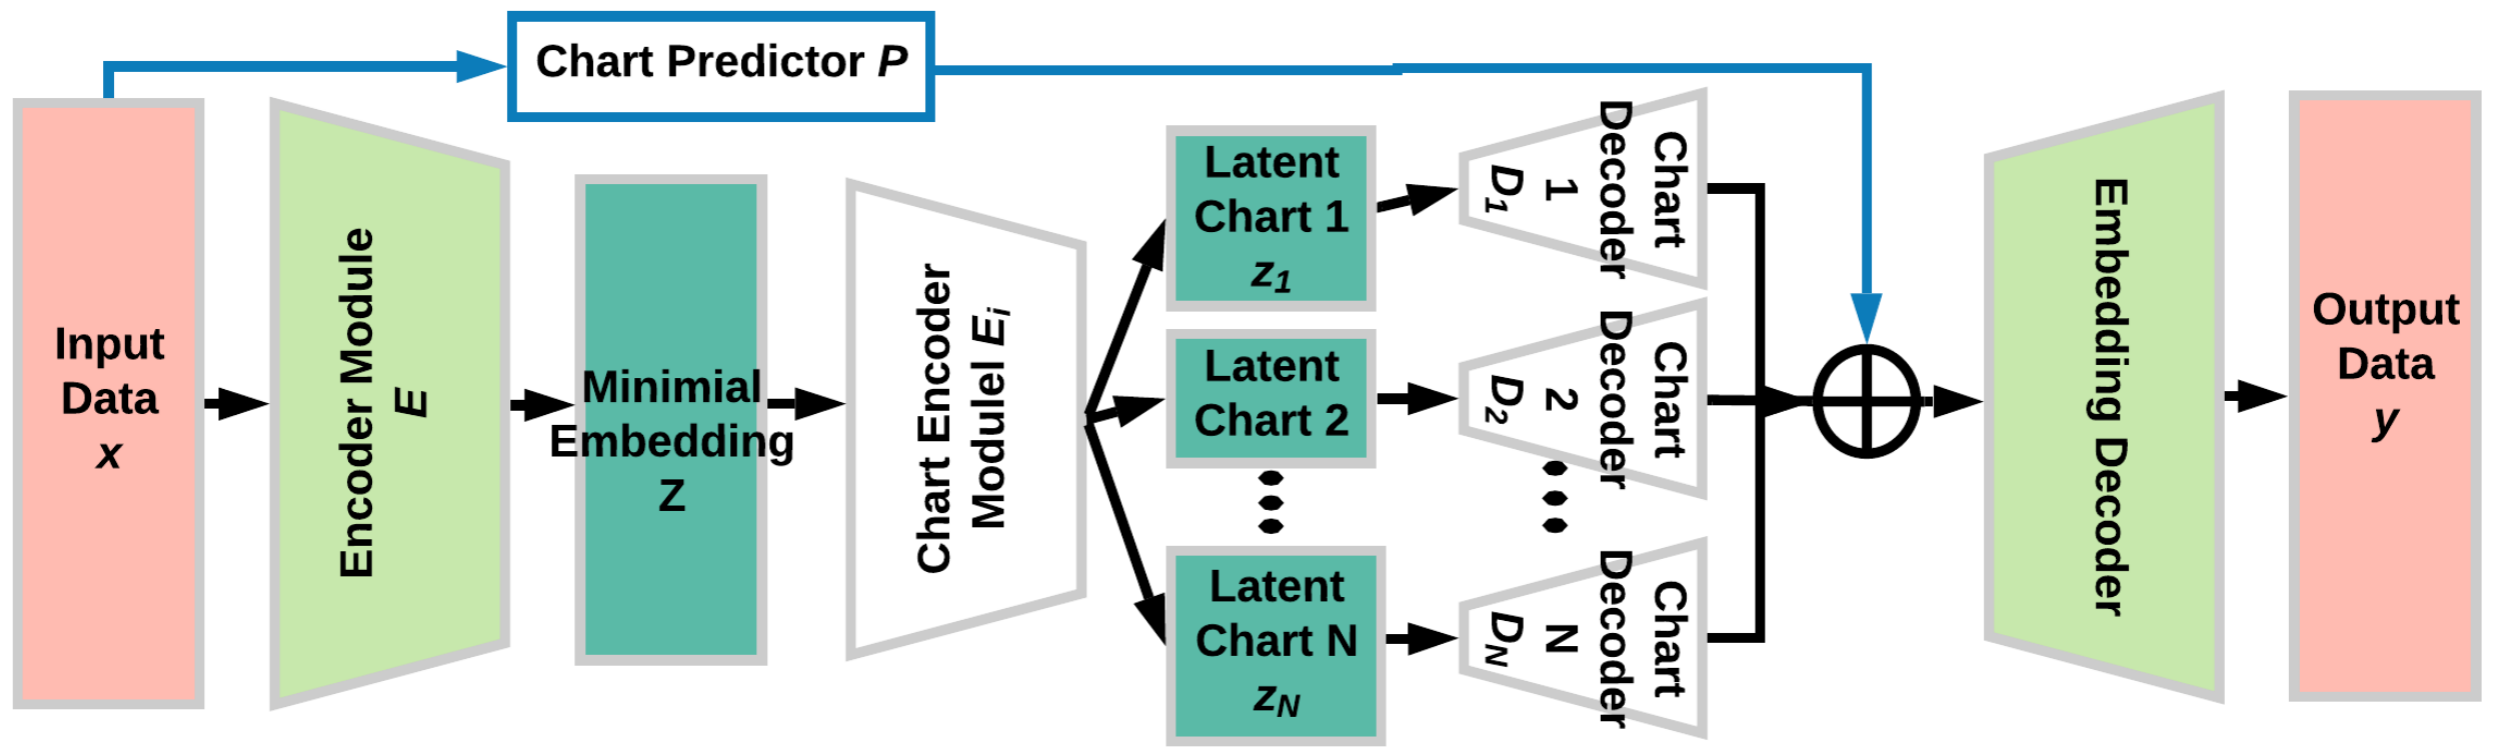 Chart Predictor P
Input
Data
x
Encoder Module
E
Minimial
Embedding
Z
Chart Encoder
Modulel Ei
Latent
Chart 1
z1
Chart
Decoder
1
D1
Latent
Chart 2
Chart
Decoder
2
D2
Latent
Chart N
zN
Chart
Decoder
N
DN
Embedding Decoder
Output
Data
y